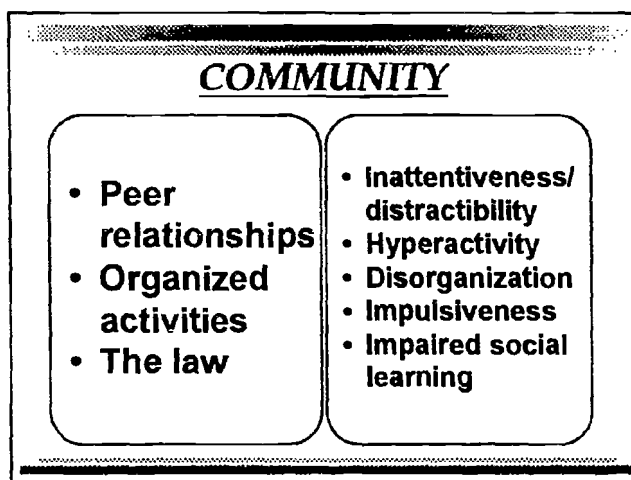 COMMUNITY
• Peer
relationships
• Organized
activities
• The law
• Inattentiveness/
distractibility
• Hyperactivity
• Disorganization
• Impulsiveness
• Impaired social
learning